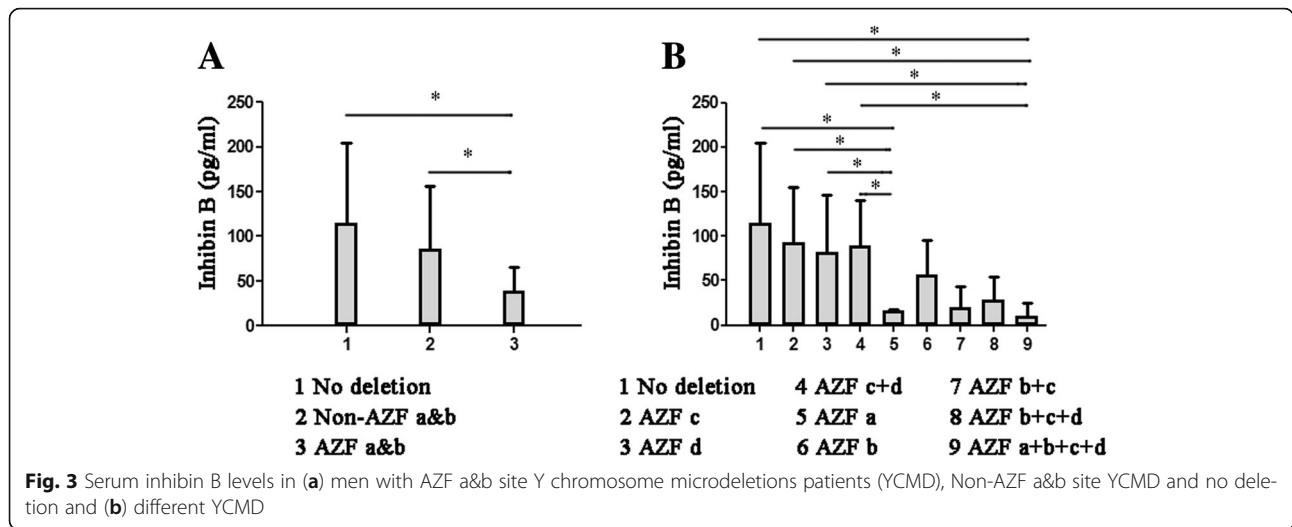 A
B
*
*
*
*
*
*
*
*
*
*
Inhibin B (pg/ml)
250
200
150
100
50
0
1 2 3
Inhibin B (pg/ml)
250
200
150
100
50
0
1 2 3 4 5 6 7 8 9
1 No deletion
2 Non-AZF a&b
3 AZF a&b
1 No deletion 4 AZF c+d 7 AZF b+c
2 AZF c 5 AZF a 8 AZF b+c+d
3 AZF d 6 AZF b 9 AZF a+b+c+d
Fig. 3 Serum inhibin B levels in (a) men with AZF a&b site Y chromosome microdeletions patients (YCMD), Non-AZF a&b site YCMD and no dele-
tion and (b) different YCMD